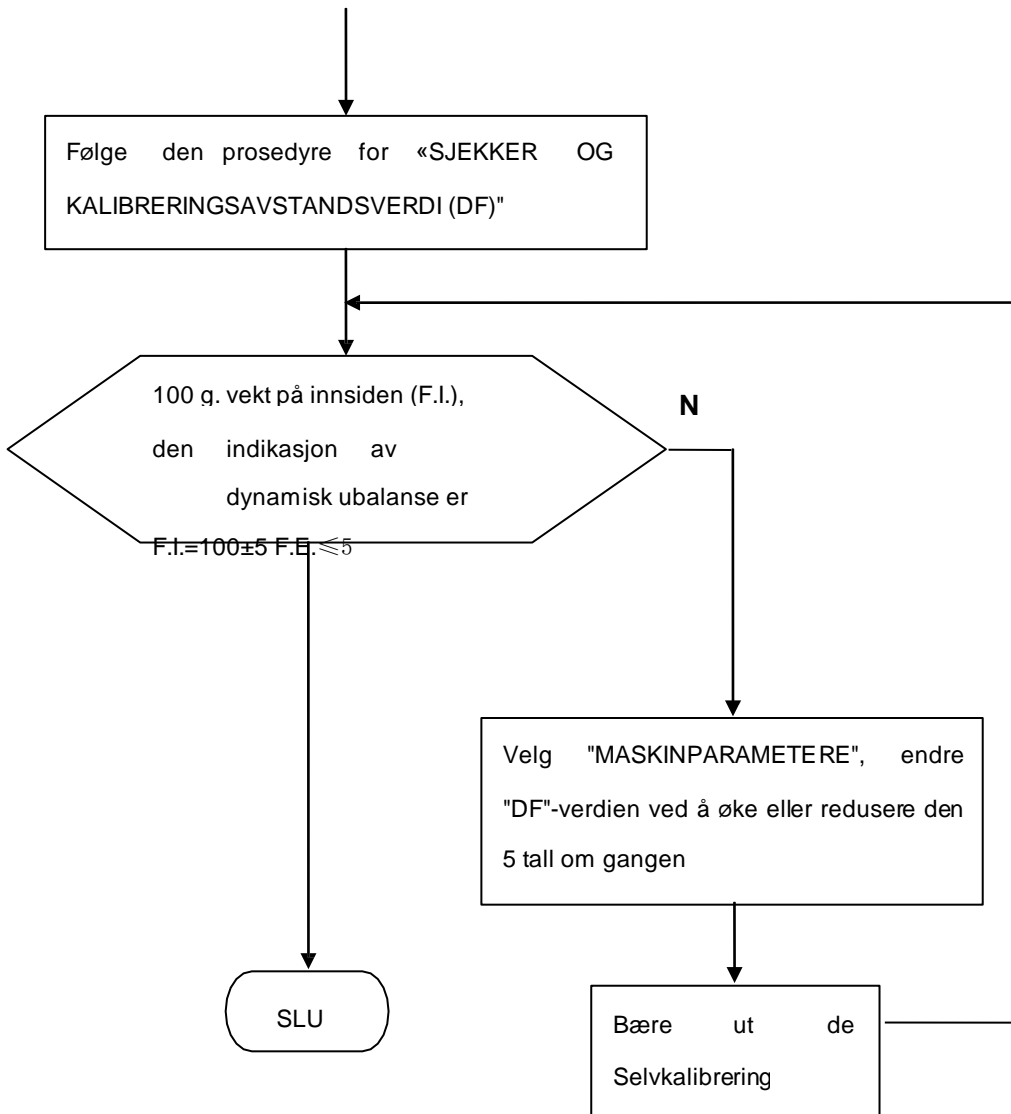 Følge den prosedyre for «SJEKKER OG
KALIBRERINGSAVSTANDSVERDI (DF)"
100 g. vekt på innsiden (F.I.),
den indikasjon av
dynamisk ubalanse er
F.I.=100±5 F.E.≤5
N
Velg "MASKINPARAMETERE", endre
"DF"-verdien ved å øke eller redusere den
5 tall om gangen
SLU
Bære ut de
Selvkalibrering